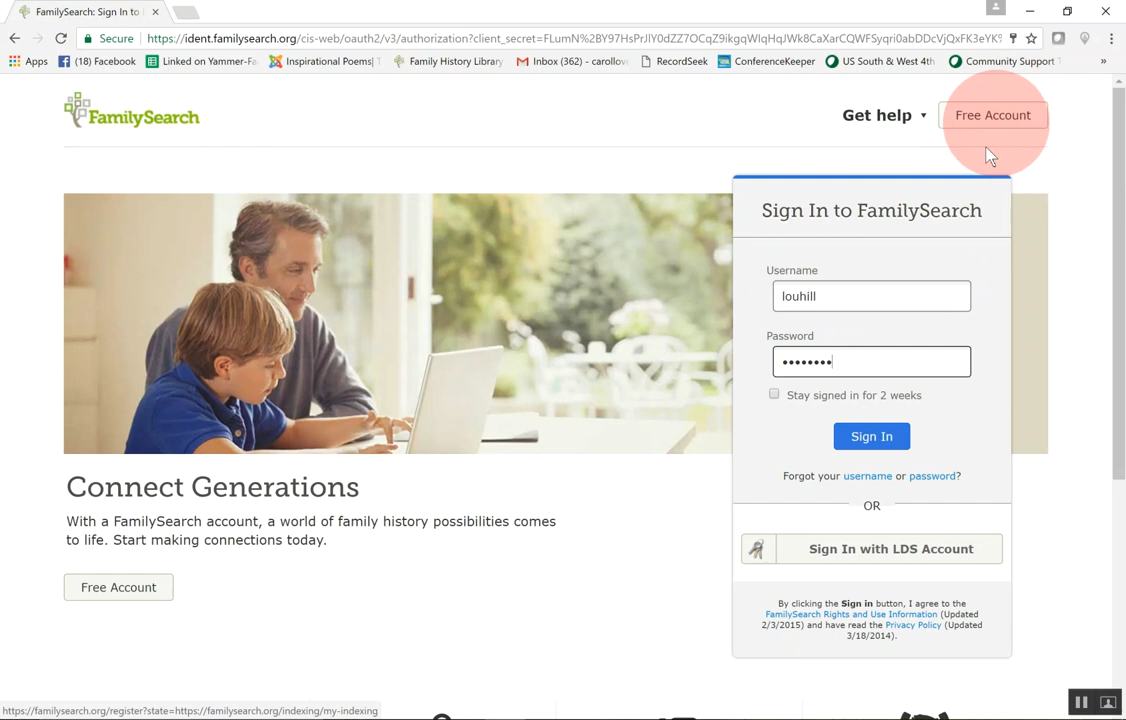 FamilySearch: Sign In to
Secure
https://ident.familysearch.org/cis-web/oauth2/v3/authorization?client_secret=
Apps
(18) Facebook
Linked on Yammer-Fa
Inspirational Poems| T
Family History Library
Inbox (362) - carollov
RecordSeek
ConferenceKeeper
US South & West 4th
Community Support T
»
FamilySearch
Get help
Free Account
Sign In to FamilySearch
Username
louhill
Password
••••••••
Stay signed in for 2 weeks
Sign In
Forgot your username or password?
OR
Sign In with LDS Account
By clicking the Sign in button, I agree to the
FamilySearch Rights and Use Information (Updated
2/3/2015) and have read the Privacy Policy (Updated
3/18/2014).
Connect Generations
With a FamilySearch account, a world of family history possibilities comes
to life. Start making connections today.
Free Account
https://familysearch.org/register?state=https://familysearch.org/indexing/my-indexing